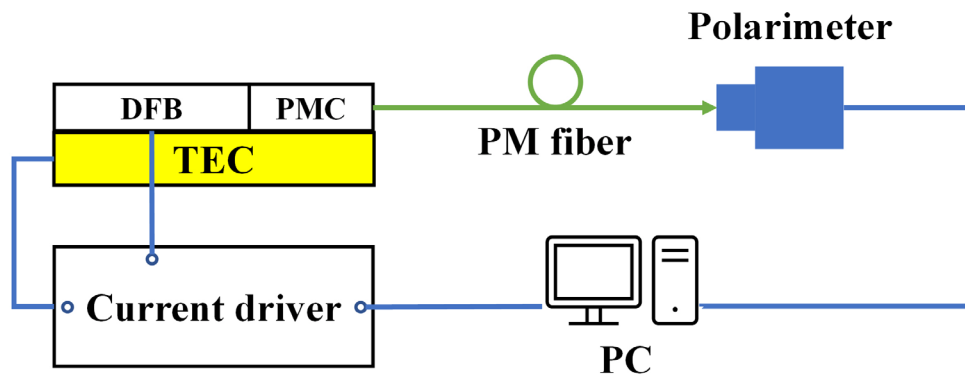 Polarimeter
DFB
PMC
PM fiber
TEC
Current driver
PC